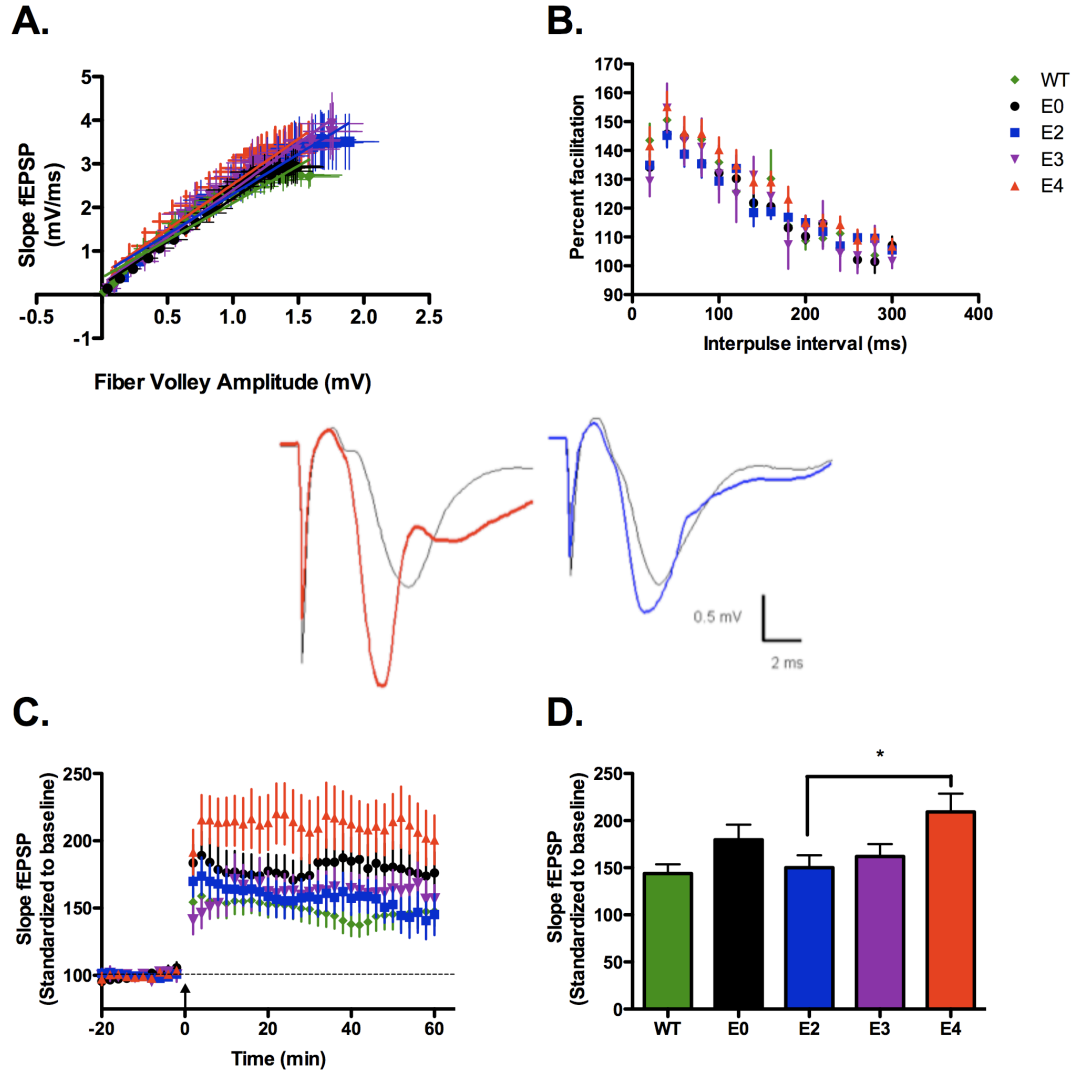 A.
B.
5
4
3
2
1
-1
-0.5
0.5
1.0
1.5
2.0
2.5
Slope fEPSP
(mV/ms)
Fiber Volley Amplitude (mV)
170
160
150
140
130
120
110
100
90
0
100
200
300
400
Percent facilitation
Interpulse interval (ms)
WT
E0
E2
E3
E4
0.5 mV
2 ms
C.
D.
250
200
150
100
-20
0
20
40
60
Slope fEPSP
(Standardized to baseline)
Time (min)
*
250
200
150
100
50
0
Slope fEPSP
(Standardized to baseline)
WT
E0
E2
E3
E4